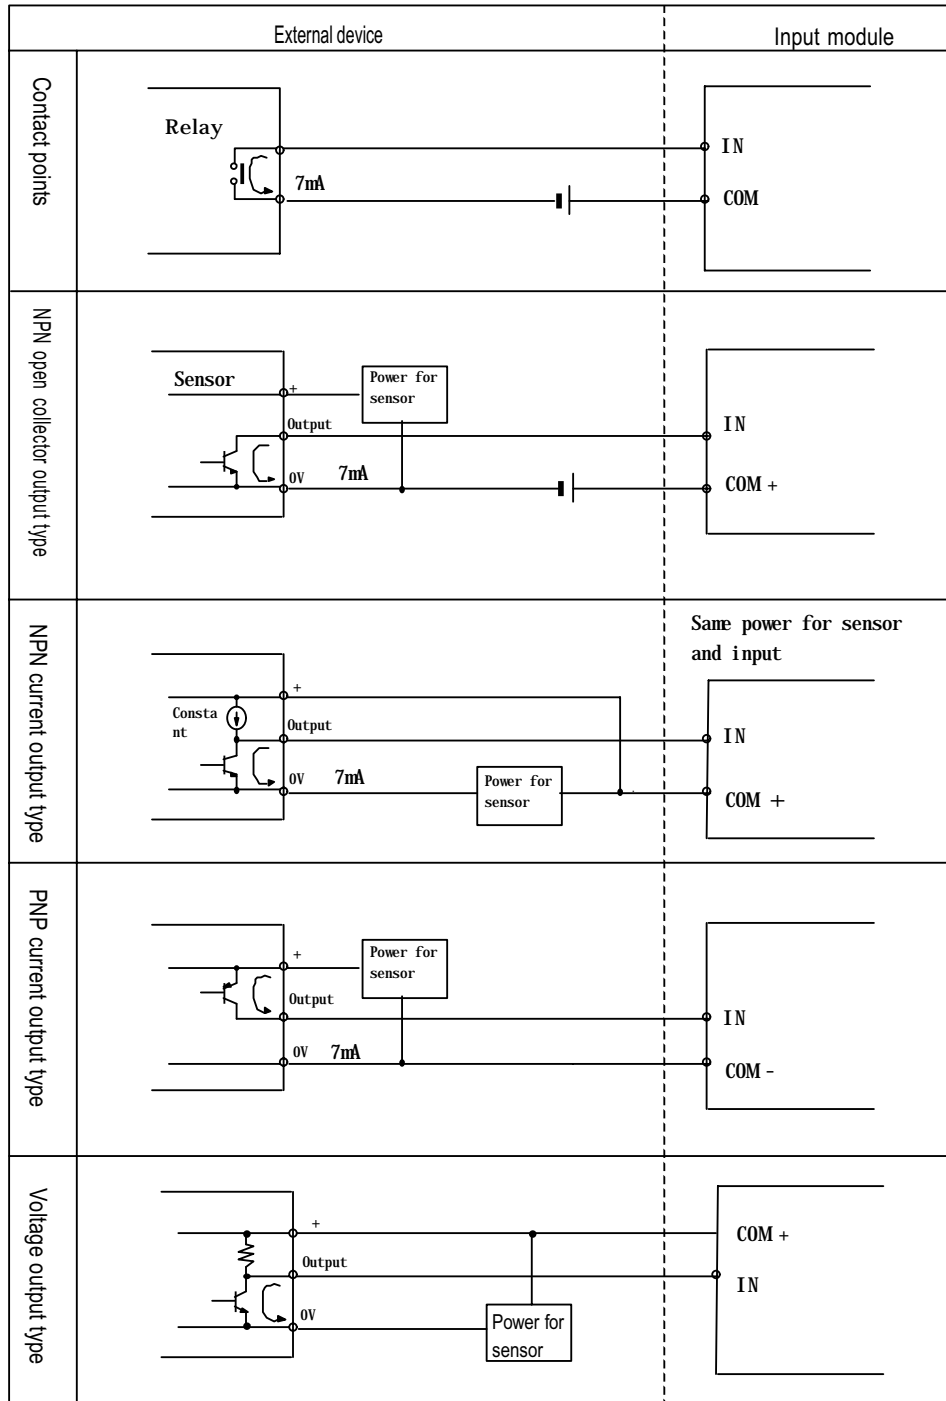 External device
Input module
Contact points
Relay
7mA
IN
COM
NPN open collector output type
Sensor
+
Power for
sensor
Output
0V
7mA
IN
COM +
NPN current output type
Same power for sensor
and input
+
Consta
nt
Output
0V
7mA
Power for
sensor
IN
COM +
PNP current output type
+
Power for
sensor
Output
0V
7mA
IN
COM -
Voltage output type
+
Output
0V
Power for
sensor
COM +
IN